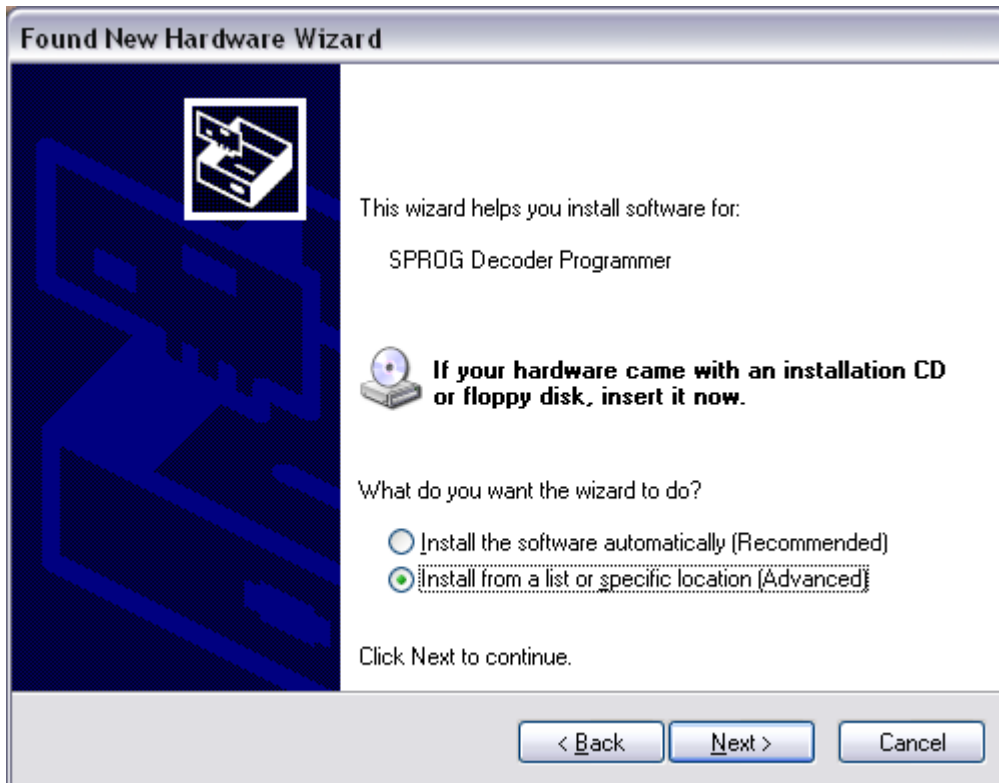 Found New Hardware Wizard
This wizard helps you install software for:
SPROG Decoder Programmer
If your hardware came with an installation CD
or floppy disk, insert it now.
What do you want the wizard to do?
Install the software automatically (Recommended)
Install from a list or specific location (Advanced)
Click Next to continue.
< Back
Next >
Cancel